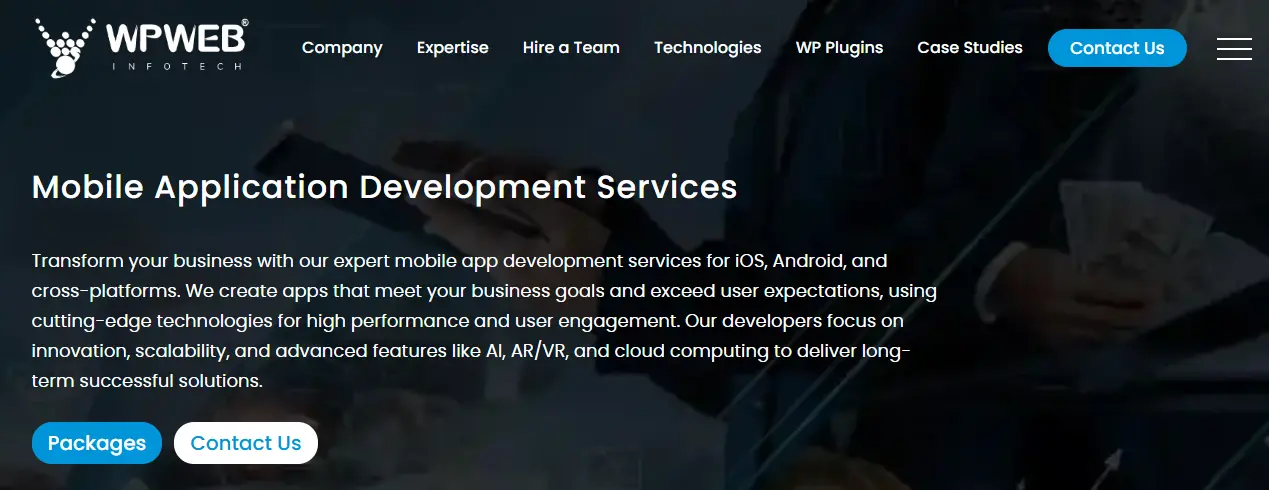 WPWEB®
INFOTECH
Company
Expertise
Hire a Team
Technologies
WP Plugins
Case Studies
Contact Us
Mobile Application Development Services
Transform your business with our expert mobile app development services for iOS, Android, and
cross-platforms. We create apps that meet your business goals and exceed user expectations, using
cutting-edge technologies for high performance and user engagement. Our developers focus on
innovation, scalability, and advanced features like AI, AR/VR, and cloud computing to deliver long-
term successful solutions.
Packages
Contact Us